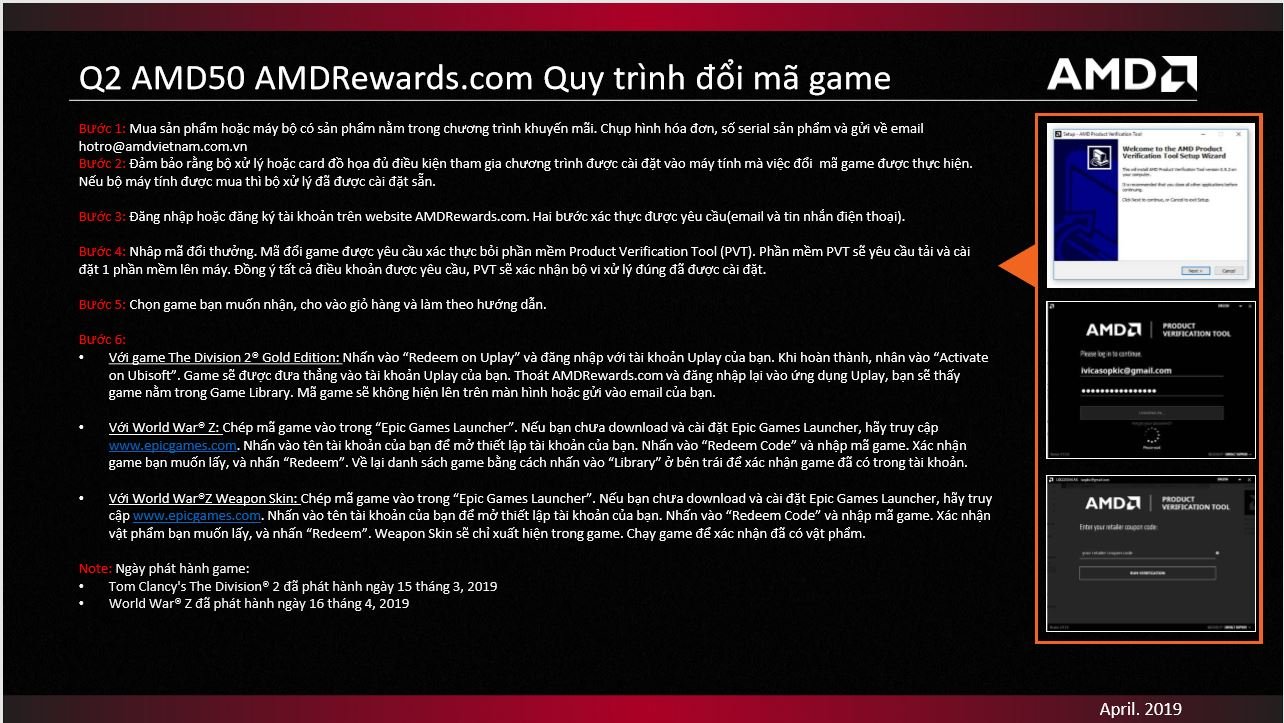 Q2 AMD50 AMDRewards.com Quy trình đổi mã game
AMD
Bước 1: Mua sản phẩm hoặc máy bộ có sản phẩm nằm trong chương trình khuyến mãi. Chụp hình hóa đơn, số serial sản phẩm và gửi về email
hotro@amdvietnam.com.vn
Bước 2: Đảm bảo rằng bộ xử lý hoặc card đồ họa đủ điều kiện tham gia chương trình được cài đặt vào máy tính mà việc đổi mã game được thực hiện.
Nếu bộ máy tính được mua thì bộ xử lý đã được cài đặt sẵn.
Bước 3: Đăng nhập hoặc đăng ký tài khoản trên website AMDRewards.com. Hai bước xác thực được yêu cầu(email và tin nhắn điện thoại).
Bước 4: Nhâp mã đổi thưởng. Mã đổi game được yêu cầu xác thực bỏi phần mềm Product Verification Tool (PVT). Phần mềm PVT sẽ yêu cầu tải và cài
đặt 1 phần mềm lên máy. Đồng ý tất cả điều khoản được yêu cầu, PVT sẽ xác nhận bộ vi xử lý đúng đã được cài đặt.
Bước 5: Chọn game bạn muốn nhận, cho vào giỏ hàng và làm theo hướng dẫn.
Bước 6:
• Với game The Division 2® Gold Edition: Nhấn vào “Redeem on Uplay” và đăng nhập với tài khoản Uplay của bạn. Khi hoàn thành, nhân vào “Activate
on Ubisoft”. Game sẽ được đưa thẳng vào tài khoản Uplay của bạn. Thoát AMDRewards.com và đăng nhập lại vào ứng dụng Uplay, bạn sẽ thấy
game nằm trong Game Library. Mã game sẽ không hiện lên trên màn hình hoặc gửi vào email của bạn.
• Với World War® Z: Chép mã game vào trong “Epic Games Launcher”. Nếu bạn chưa download và cài đặt Epic Games Launcher, hãy truy cập
www.epicgames.com. Nhấn vào tên tài khoản của bạn để mở thiết lập tài khoản của bạn. Nhấn vào “Redeem Code” và nhập mã game. Xác nhận
game bạn muốn lấy, và nhấn “Redeem”. Về lại danh sách game bằng cách nhấn vào “Library” ở bên trái để xác nhận game đã có trong tài khoản.
• Với World War®Z Weapon Skin: Chép mã game vào trong “Epic Games Launcher”. Nếu bạn chưa download và cài đặt Epic Games Launcher, hãy truy
cập www.epicgames.com. Nhấn vào tên tài khoản của bạn để mở thiết lập tài khoản của bạn. Nhấn vào “Redeem Code” và nhập mã game. Xác nhận
vật phẩm bạn muốn lấy, và nhấn “Redeem”. Weapon Skin sẽ chỉ xuất hiện trong game. Chạy game để xác nhận đã có vật phẩm.
Note: Ngày phát hành game:
• Tom Clancy's The Division® 2 đã phát hành ngày 15 tháng 3, 2019
• World War® Z đã phát hành ngày 16 tháng 4, 2019
Setup - AMD Product Verification Tool
Welcome to the AMD Product
Verification Tool Setup Wizard
This will install AMD Product Verification Tool version on
your computer.
It is recommended that you close all other applications before
continuing.
Click Next to continue, or Cancel to exit Setup.
Next >
Cancel
AMD PRODUCT
VERIFICATION TOOL
Please log in to continue.
ivicasopkic@gmail.com
Please wait
AMD PRODUCT
VERIFICATION TOOL
Enter your retailer coupon code:
your retailer coupon code
RUN VERIFICATION
April. 2019